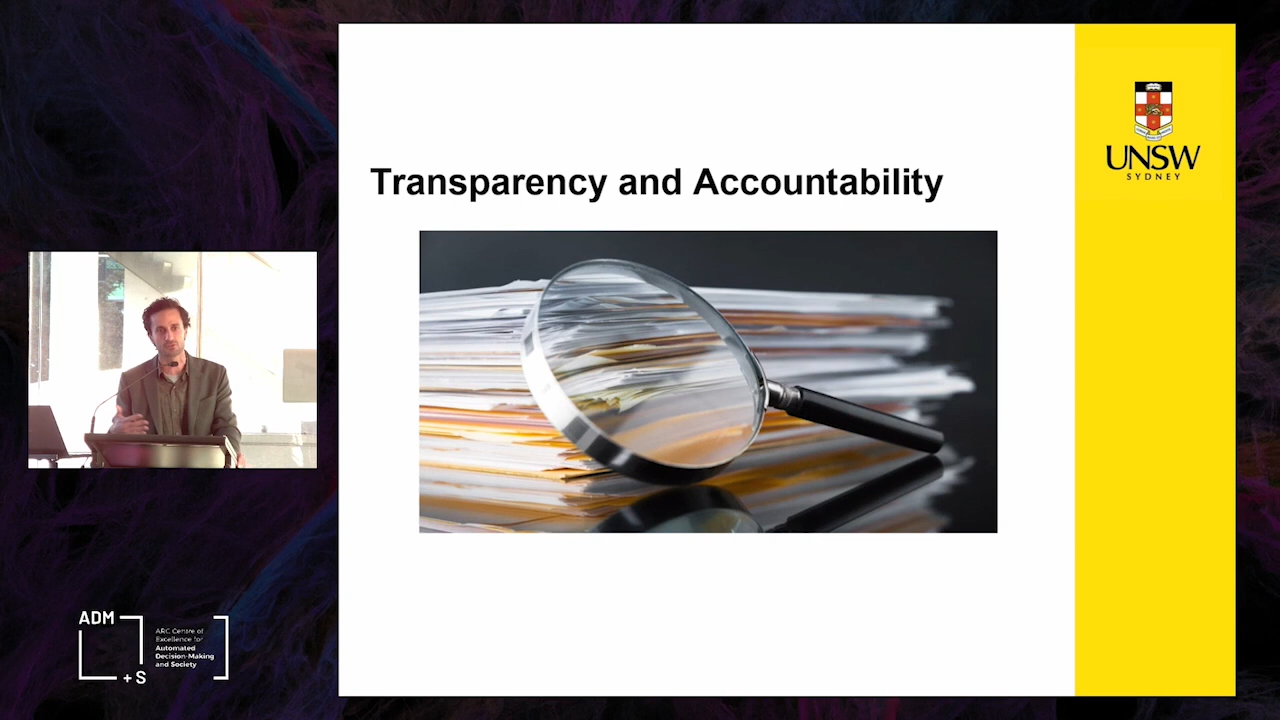 Transparency and Accountability
UNSW
SYDNEY
ADM
+ S
ARC Centre of
Excellence for
Automated
Decision-Making
and Society